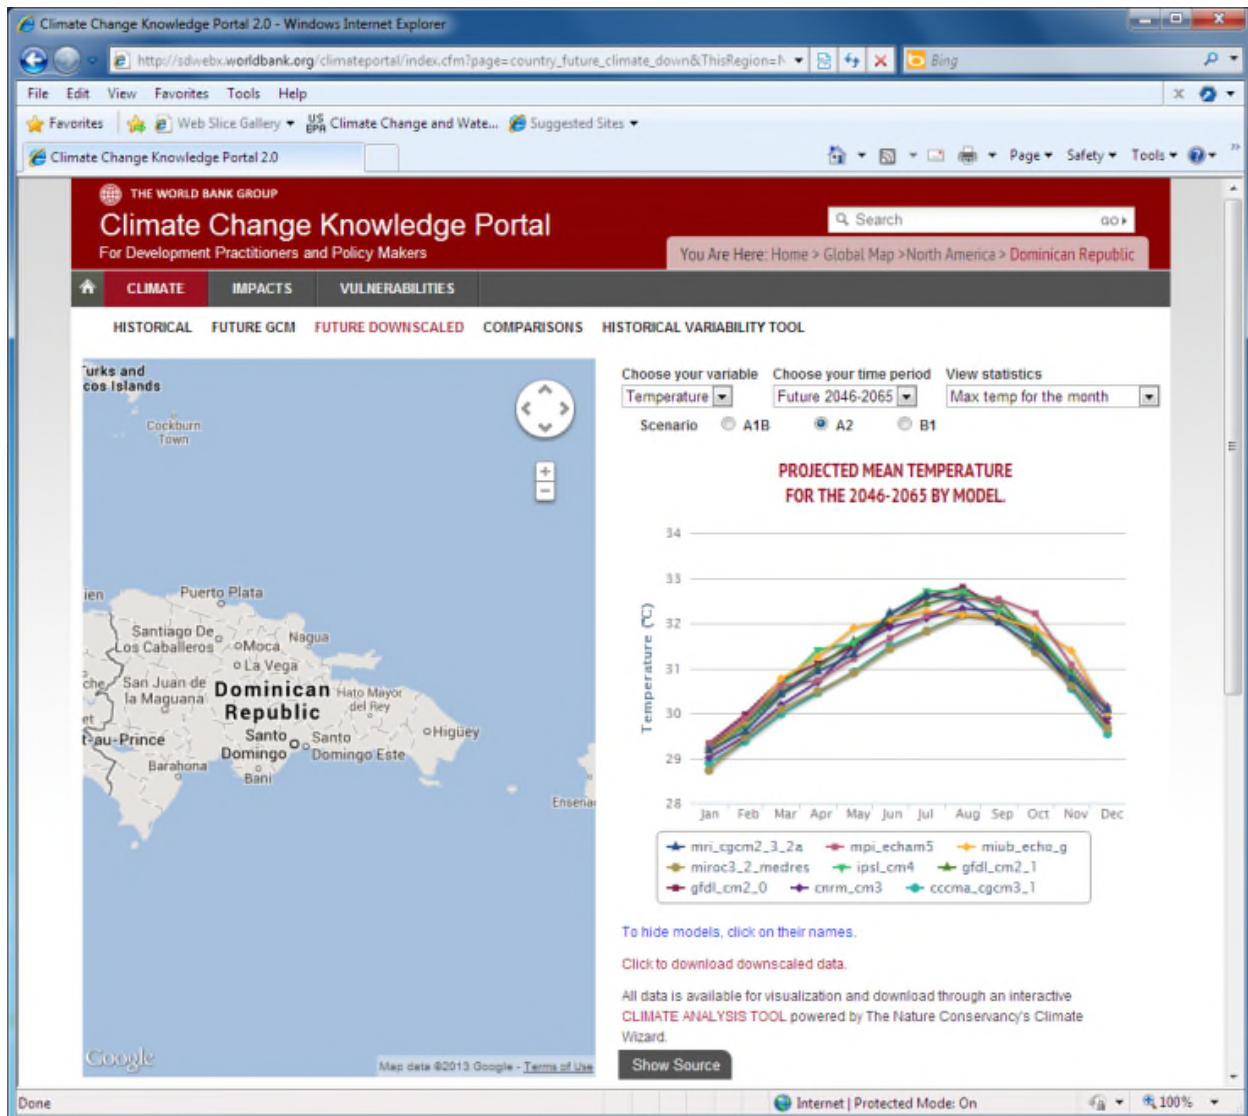 Climate Change Knowledge Portal 2.0 - Windows Internet Explorer
http://sdwebx.worldbank.org/climateportal/index.cfm?page=country_future_climate_down&ThisRegion=N
Bing
File Edit View Favorites Tools Help
Favorites Web Slice Gallery US EPA Climate Change and Wate... Suggested Sites
Climate Change Knowledge Portal 2.0
Page Safety Tools
THE WORLD BANK GROUP
Climate Change Knowledge Portal
For Development Practitioners and Policy Makers
Search GO
You Are Here: Home > Global Map >North America > Dominican Republic
CLIMATE IMPACTS VULNERABILITIES
HISTORICAL FUTURE GCM FUTURE DOWNSCALED COMPARISONS HISTORICAL VARIABILITY TOOL
urks and
cos Islands
Cockburn
Town
ien
Puerto Plata
Santiago De
Los Caballeros
Moca
Nagua
La Vega
che
San Juan de
la Maguana
Dominican
Republic
Hato Mayor
del Rey
et
t-au-Prince
Santo
Domingo
Santo
Domingo Este
Higüey
Barahona
Bani
Ensena
Google
Map data ©2013 Google - Terms of Use
Choose your variable Choose your time period View statistics
Temperature Future 2046-2065 Max temp for the month
Scenario A1B A2 B1
PROJECTED MEAN TEMPERATURE
FOR THE 2046-2065 BY MODEL.
Temperature (°C)
34
33
32
31
30
29
28
Jan Feb Mar Apr May Jun Jul Aug Sep Oct Nov Dec
mri_cgcm2_3_2a mpi_echam5 miub_echo_g
miroc3_2_medres ipsl_cm4 gfdl_cm2_1
gfdl_cm2_0 cnrm_cm3 cccma_cgcm3_1
To hide models, click on their names.
Click to download downscaled data.
All data is available for visualization and download through an interactive
CLIMATE ANALYSIS TOOL powered by The Nature Conservancy's Climate
Wizard.
Show Source
Done
Internet | Protected Mode: On
100%